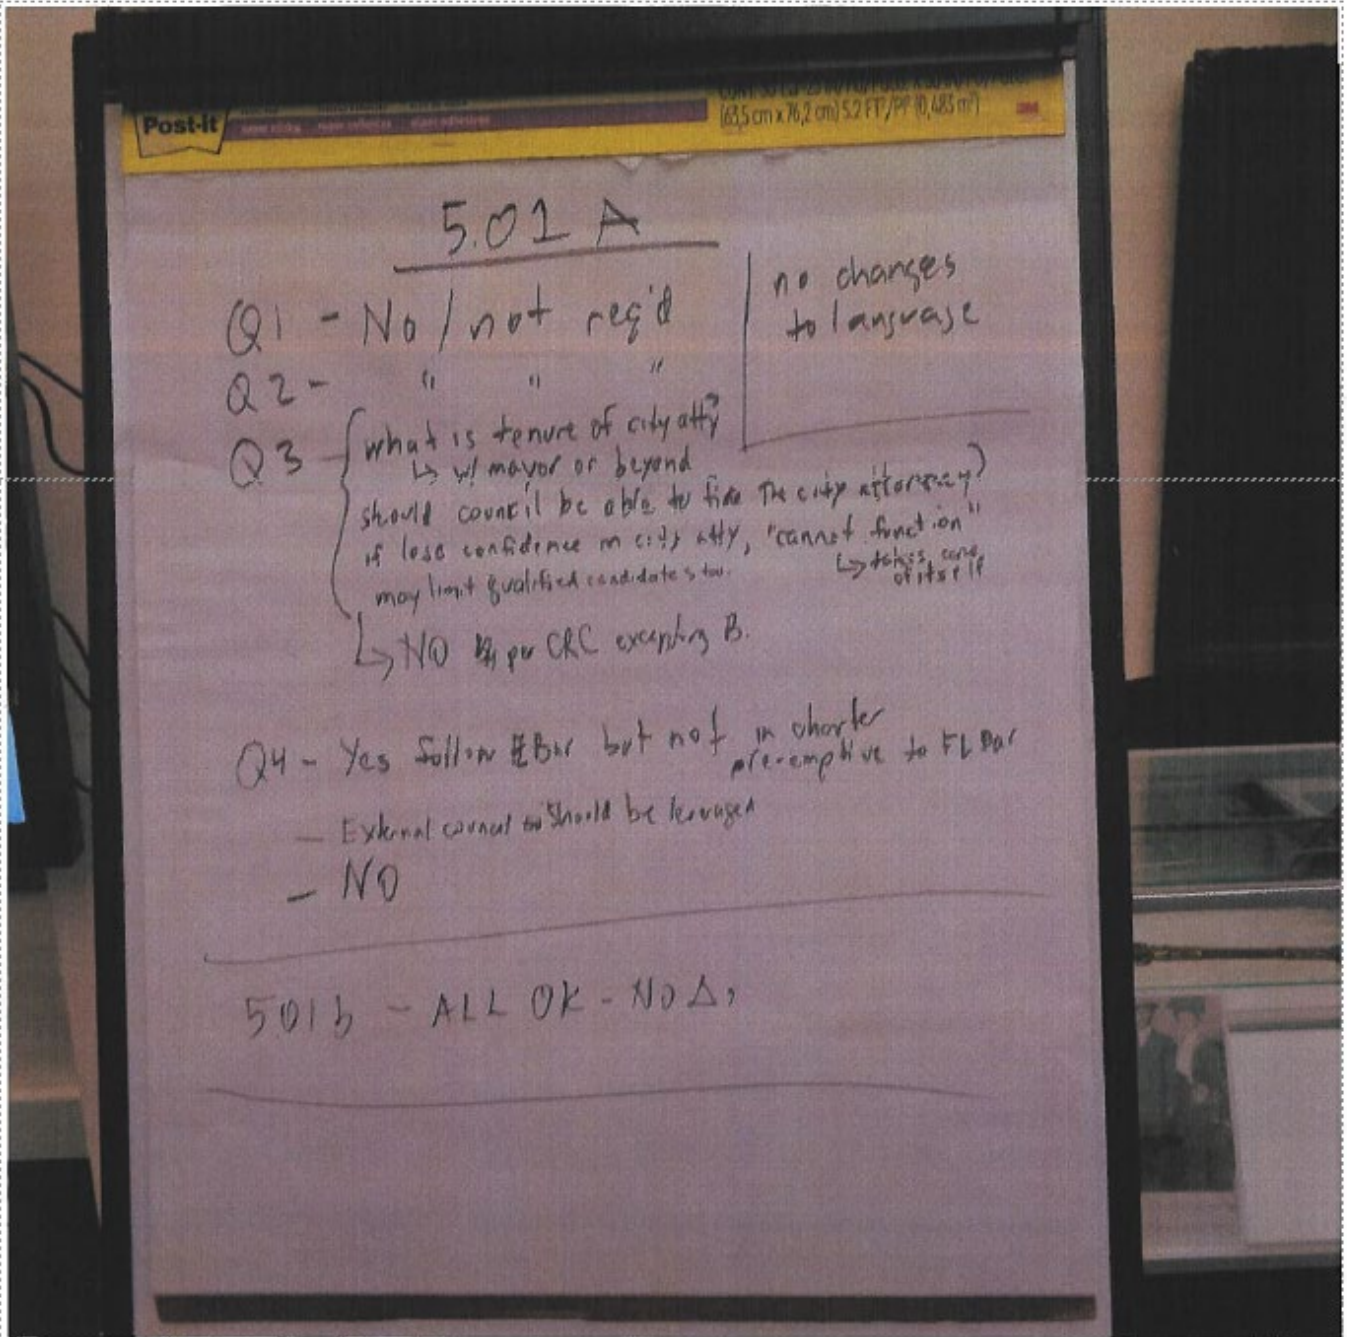 Post-it
(63,5 cm x 76,2 cm) 5.2 FT²/PI² (0,483 m²)
5.01 A
Q1 - No / not req'd
no changes
to language
Q2 - " " "
Q3 - what is tenure of city atty?
↳ w/ mayor or beyond
should council be able to fire the city attorney?
if lose confidence in city atty, "cannot function"
↳ takes care
of itself
may limit qualified candidates too.
↳ NO per CRC excepting B.
Q4 - Yes follow Bar but not in charter
pre-emptive to FL Bar
- External council should be leveraged
- NO
501b - ALL OK - NO Δ,